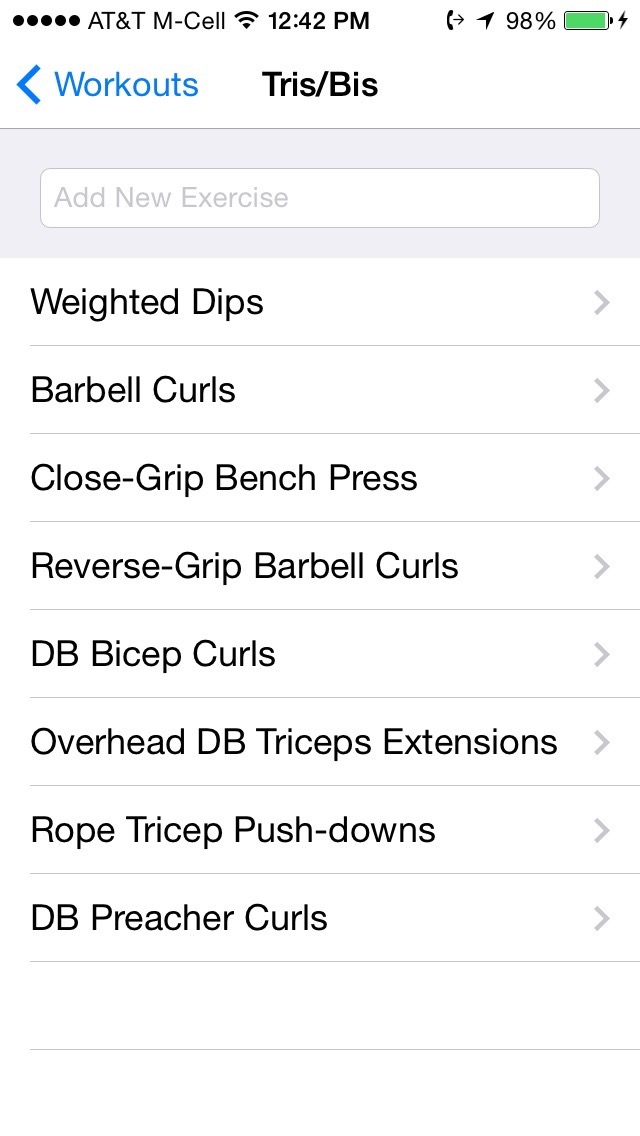 AT&T M-Cell 12:42 PM 98%
Workouts Tris/Bis
Add New Exercise
Weighted Dips
Barbell Curls
Close-Grip Bench Press
Reverse-Grip Barbell Curls
DB Bicep Curls
Overhead DB Triceps Extensions
Rope Tricep Push-downs
DB Preacher Curls